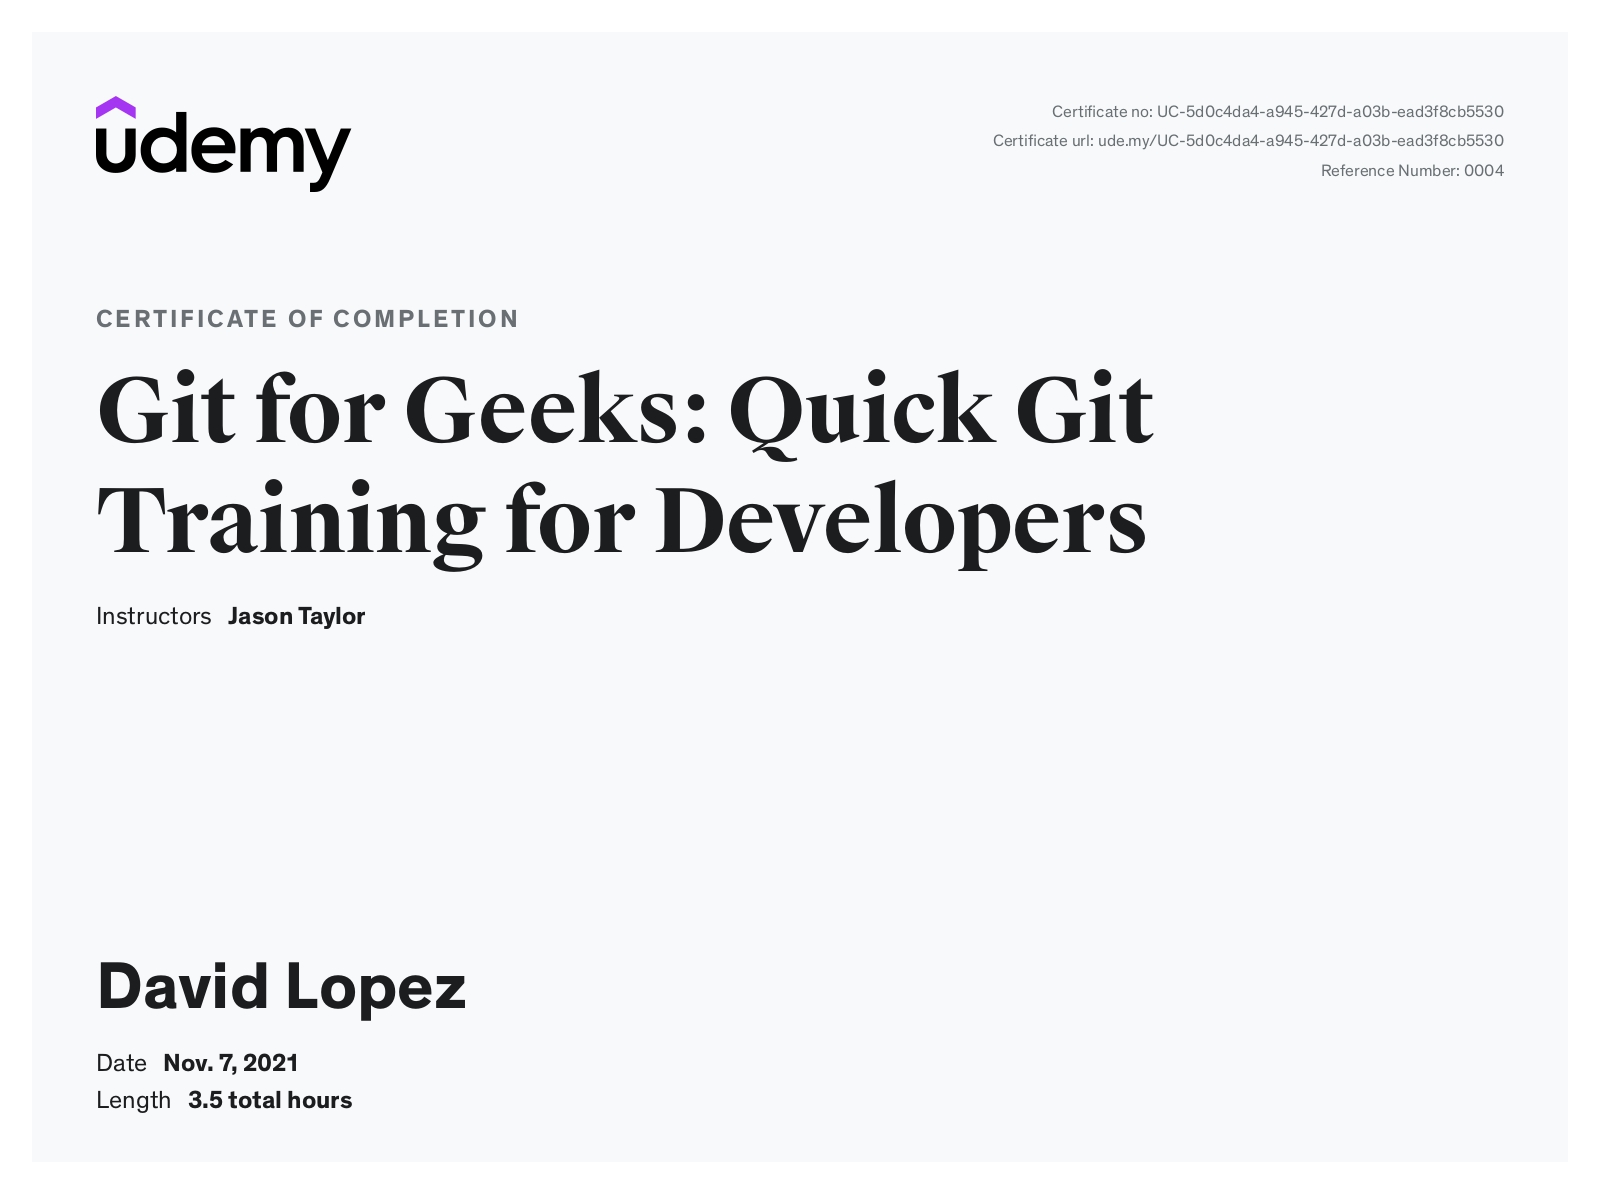 udemy
Certificate no: UC-5d0c4da4-a945-427d-a03b-ead3f8cb5530
Certificate url: ude.my/UC-5d0c4da4-a945-427d-a03b-ead3f8cb5530
Reference Number: 0004
CERTIFICATE OF COMPLETION
Git for Geeks: Quick Git
Training for Developers
Instructors Jason Taylor
David Lopez
Date Nov. 7, 2021
Length 3.5 total hours